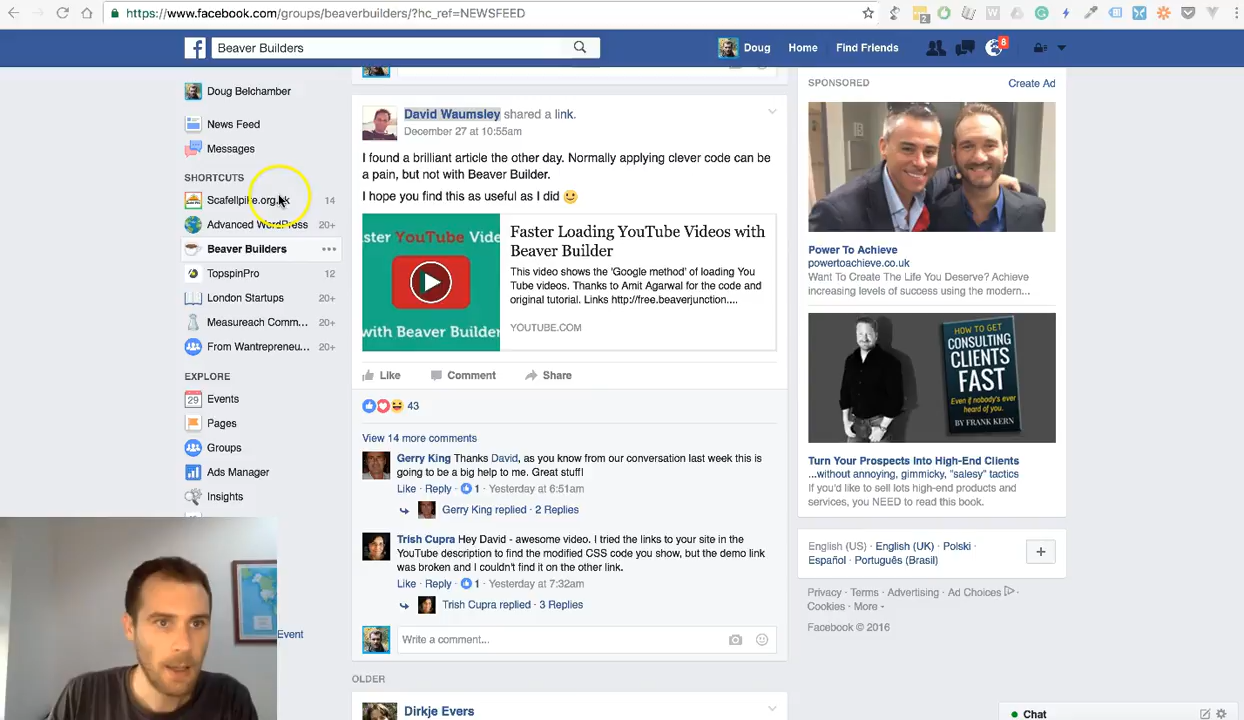 https://www.facebook.com/groups/beaverbuilders/?hc_ref=NEWSFEED
2
Beaver Builders
Doug
Home
Find Friends
8
Doug Belchamber
News Feed
Messages
SHORTCUTS
Scafellpike.org.uk 14
Advanced WordPress 20+
Beaver Builders
TopspinPro 12
London Startups 20+
Measureach Comm... 20+
From Wantrepreneu... 20+
EXPLORE
29 Events
Pages
Groups
Ads Manager
Insights
Event
David Waumsley shared a link.
December 27 at 10:55am
I found a brilliant article the other day. Normally applying clever code can be
a pain, but not with Beaver Builder.
I hope you find this as useful as I did
aster YouTube Vide
with Beaver Builder
Faster Loading YouTube Videos with
Beaver Builder
This video shows the 'Google method' of loading You
Tube videos. Thanks to Amit Agarwal for the code and
original tutorial. Links http://free.beaverjunction....
YOUTUBE.COM
Like Comment Share
43
View 14 more comments
Gerry King Thanks David, as you know from our conversation last week this is
going to be a big help to me. Great stuff!
Like · Reply · 1 · Yesterday at 6:51am
Gerry King replied · 2 Replies
Trish Cupra Hey David - awesome video. I tried the links to your site in the
YouTube description to find the modified CSS code you show, but the demo link
was broken and I couldn't find it on the other link.
Like · Reply · 1 · Yesterday at 7:32am
Trish Cupra replied · 3 Replies
Write a comment...
OLDER
Dirkje Evers
SPONSORED
Create Ad
Power To Achieve
powertoachieve.co.uk
Want To Create The Life You Deserve? Achieve
increasing levels of success using the modern...
HOW TO GET
CONSULTING
CLIENTS
FAST
Even if nobody's ever
heard of you.
BY FRANK KERN
Turn Your Prospects Into High-End Clients
...without annoying, gimmicky, "salesy" tactics
If you'd like to sell lots high-end products and
services, you NEED to read this book.
English (US) · English (UK) · Polski ·
Español · Português (Brasil)
Privacy · Terms · Advertising · Ad Choices ·
Cookies · More
Facebook © 2016
Chat